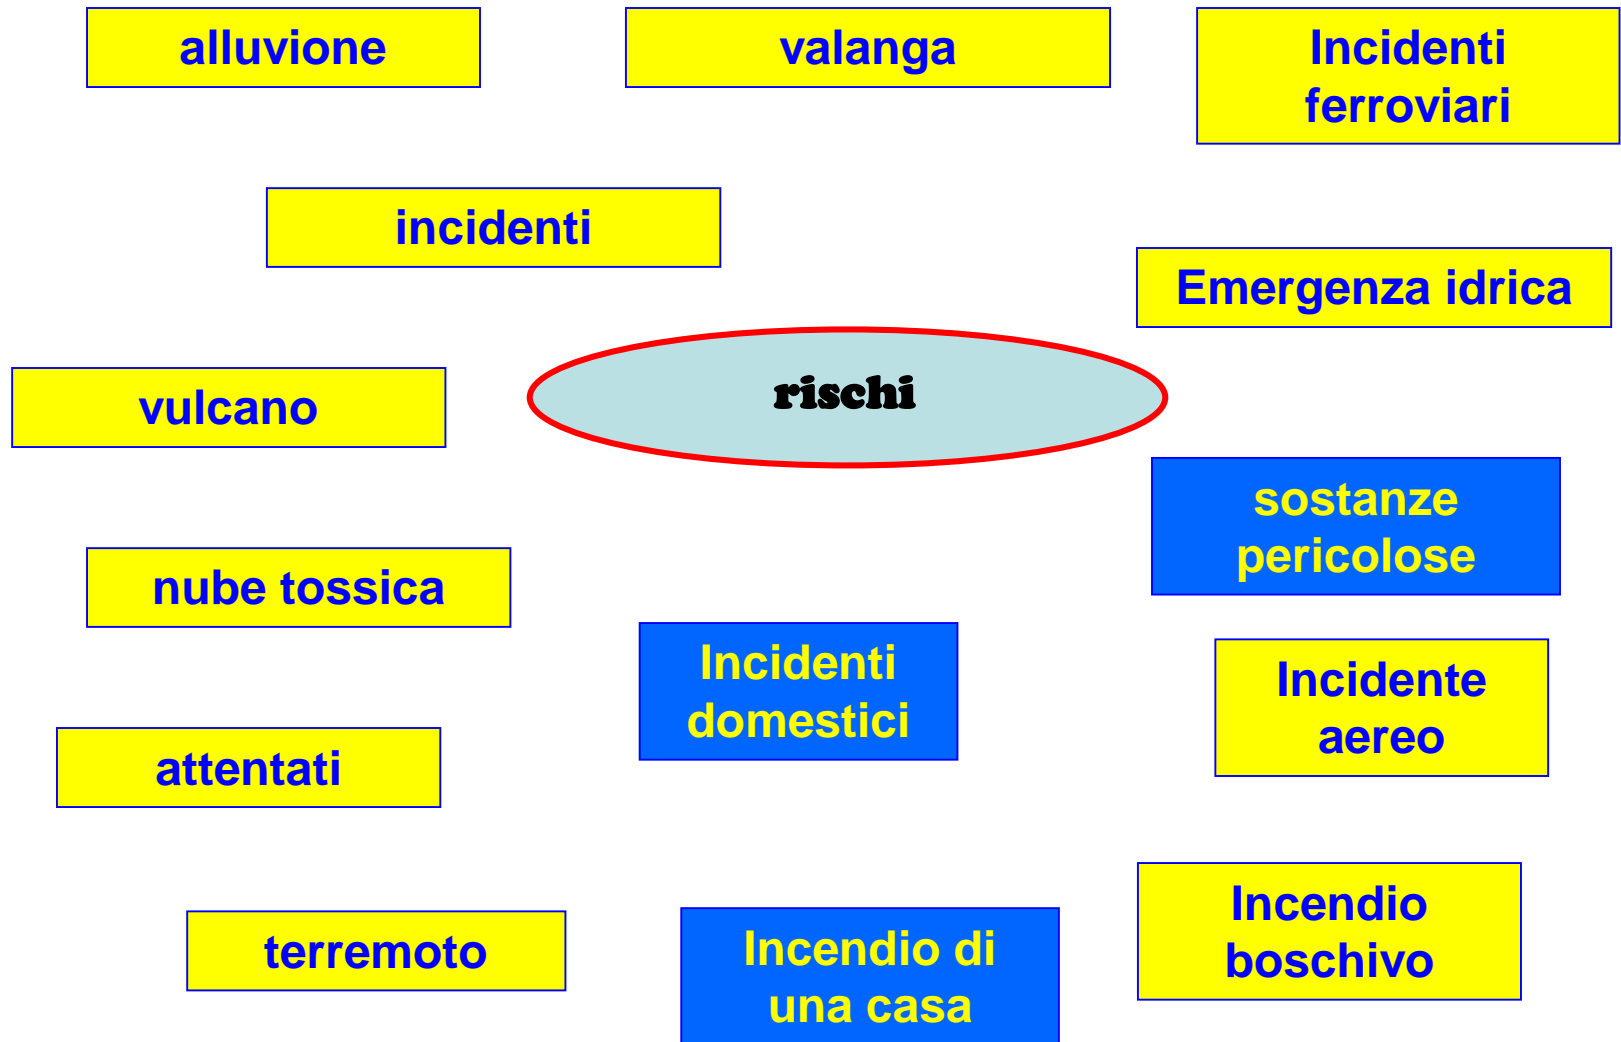 alluvione
valanga
Incidenti
ferroviari
incidenti
Emergenza idrica
rischi
vulcano
sostanze
pericolose
nube tossica
Incidenti
domestici
Incidente
aereo
attentati
Incendio
boschivo
terremoto
Incendio di
una casa